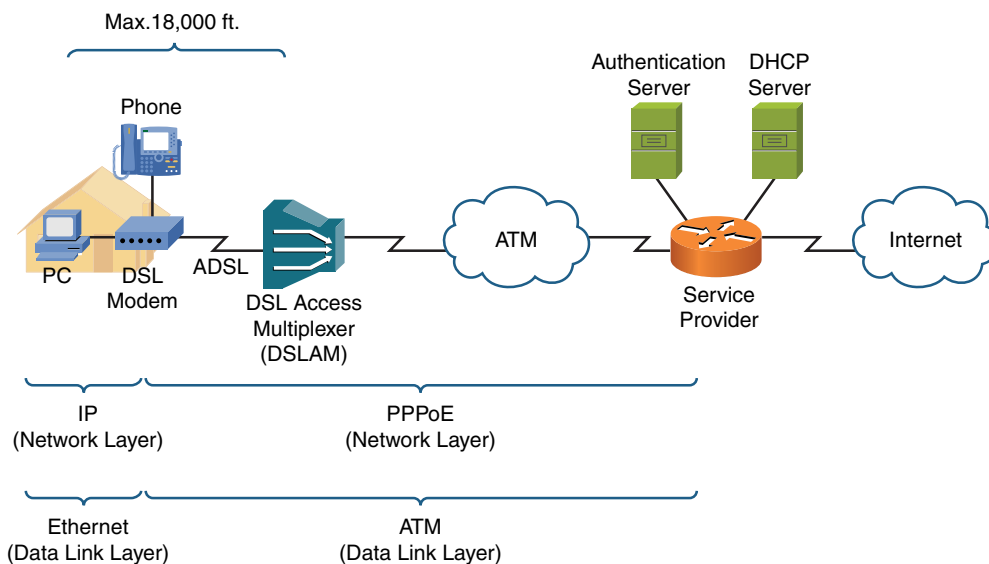 Max.18,000 ft.
Authentication
Server
DHCP
Server
Phone
PC
DSL
Modem
ADSL
DSL Access
Multiplexer
(DSLAM)
ATM
Service
Provider
Internet
IP
(Network Layer)
PPPoE
(Network Layer)
Ethernet
(Data Link Layer)
ATM
(Data Link Layer)